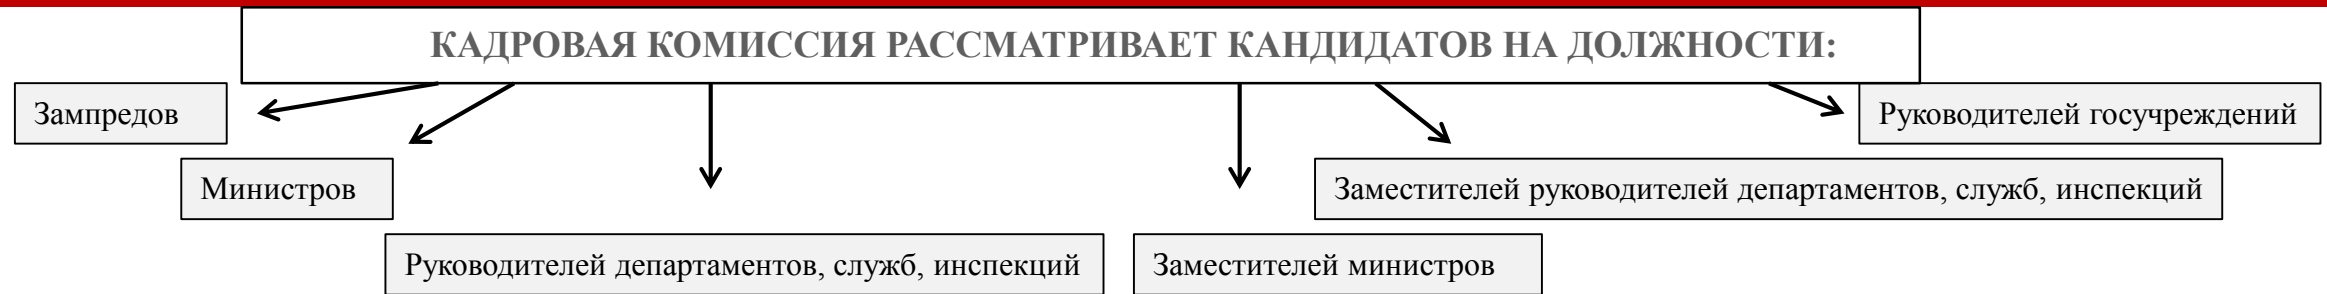 КАДРОВАЯ КОМИССИЯ РАССМАТРИВАЕТ КАНДИДАТОВ НА ДОЛЖНОСТИ:
Зампредов
Министров
Руководителей департаментов, служб, инспекций
Заместителей министров
Заместителей руководителей департаментов, служб, инспекций
Руководителей госучреждений